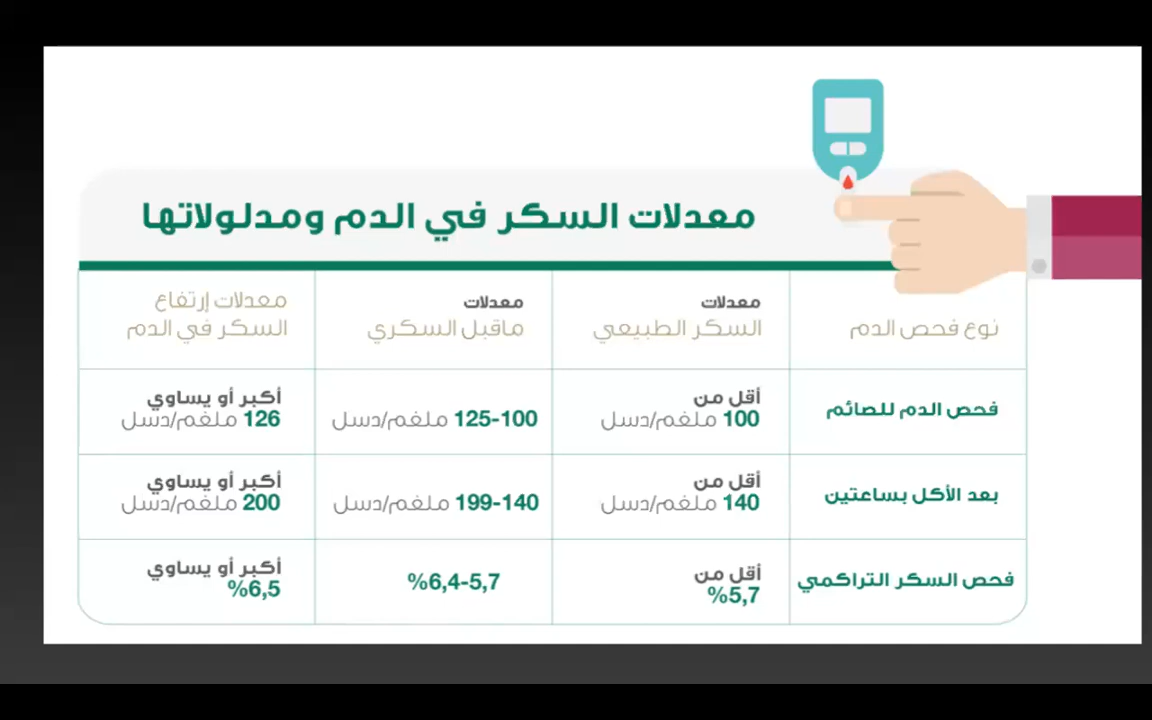 معدلات السكر في الدم ومدلولاتها
نوع فحص الدم
معدلات
السكر الطبيعي
معدلات
ماقبل السكري
معدلات إرتفاع
السكر في الدم
فحص الدم للصائم
أقل من
100 ملغم/دسل
100-125 ملغم/دسل
أكبر أو يساوي
126 ملغم/دسل
بعد الأكل بساعتين
أقل من
140 ملغم/دسل
140-199 ملغم/دسل
أكبر أو يساوي
200 ملغم/دسل
فحص السكر التراكمي
أقل من
%5,7
%6,4-5,7
أكبر أو يساوي
%6,5